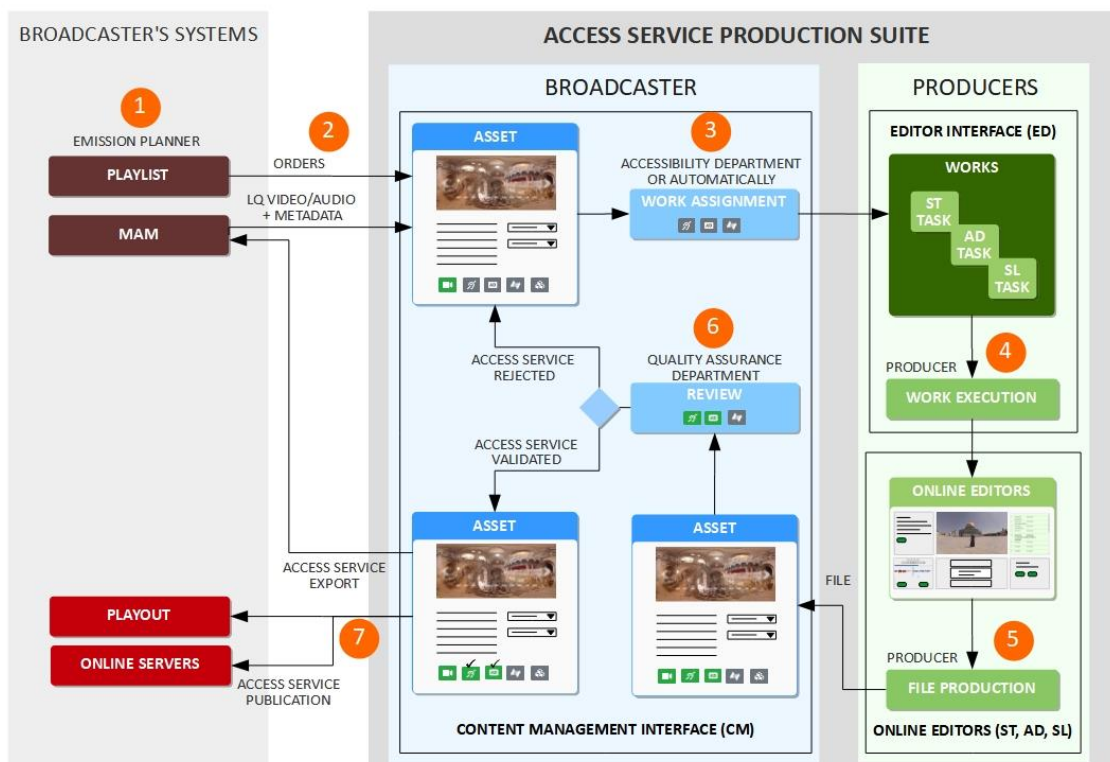 BROADCASTER'S SYSTEMS
ACCESS SERVICE PRODUCTION SUITE
BROADCASTER
PRODUCERS
1
EMISSION PLANNER
PLAYLIST
MAM
2
ORDERS
LQ VIDEO/AUDIO
+ METADATA
ASSET
3
ACCESSIBILITY DEPARTMENT
OR AUTOMATICALLY
WORK ASSIGNMENT
EDITOR INTERFACE (ED)
WORKS
ST
TASK
AD
TASK
SL
TASK
4
PRODUCER
WORK EXECUTION
6
QUALITY ASSURANCE
DEPARTMENT
REVIEW
ACCESS SERVICE
REJECTED
ACCESS SERVICE
VALIDATED
ONLINE EDITORS
ASSET
ASSET
ACCESS SERVICE
EXPORT
FILE
PLAYOUT
ONLINE SERVERS
7
ACCESS SERVICE
PUBLICATION
5
PRODUCER
FILE PRODUCTION
CONTENT MANAGEMENT INTERFACE (CM)
ONLINE EDITORS (ST, AD, SL)